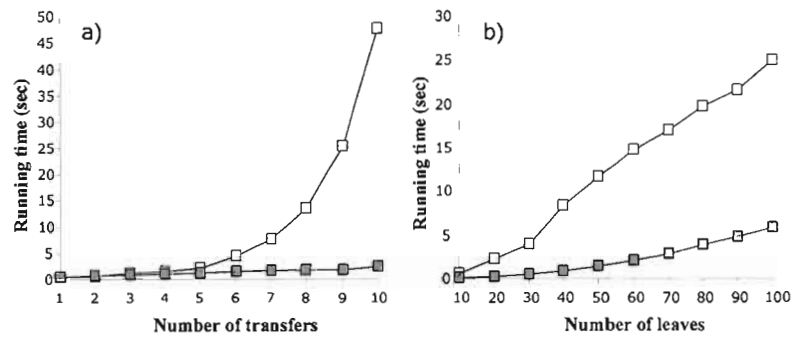 a)
Running time (sec)
50
45
40
35
30
25
20
15
10
5
0
1 2 3 4 5 6 7 8 9 10
Number of transfers
b)
Running time (sec)
30
25
20
15
10
5
0
10 20 30 40 50 60 70 80 90 100
Number of leaves